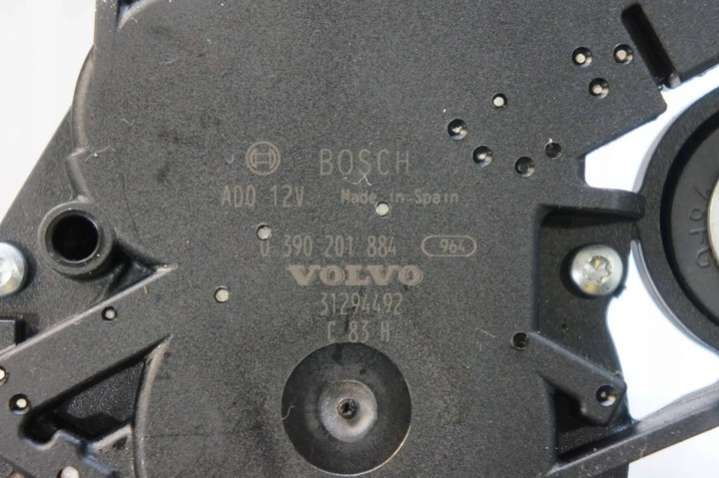 BOSCH
ADO 12V. Made in Spain
0 390 201 884 964
VOLVO
31294492
C 83 H